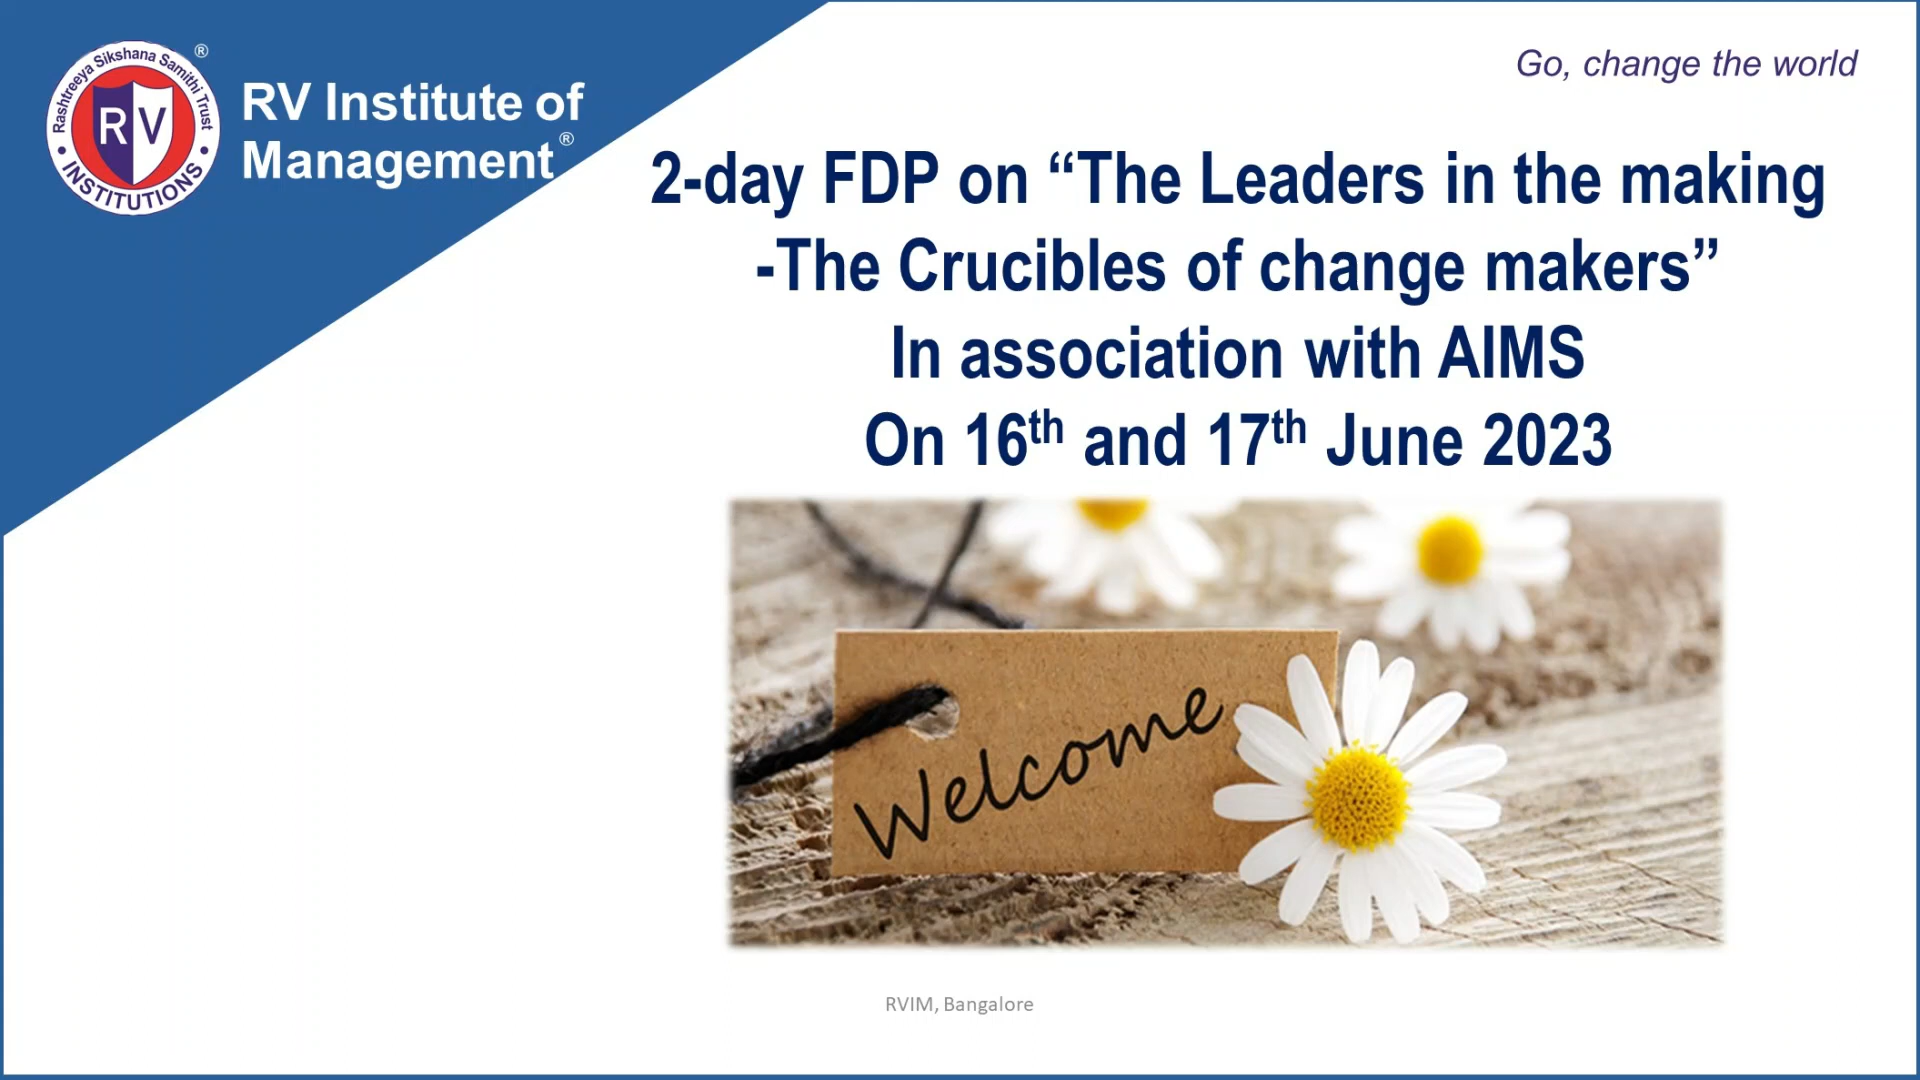 Rashtreeya Sikshana Samithi Trust ®
RV
• INSTITUTIONS •
RV Institute of
Management®
Go, change the world
2-day FDP on “The Leaders in the making
-The Crucibles of change makers”
In association with AIMS
On 16th and 17th June 2023
Welcome
RVIM, Bangalore